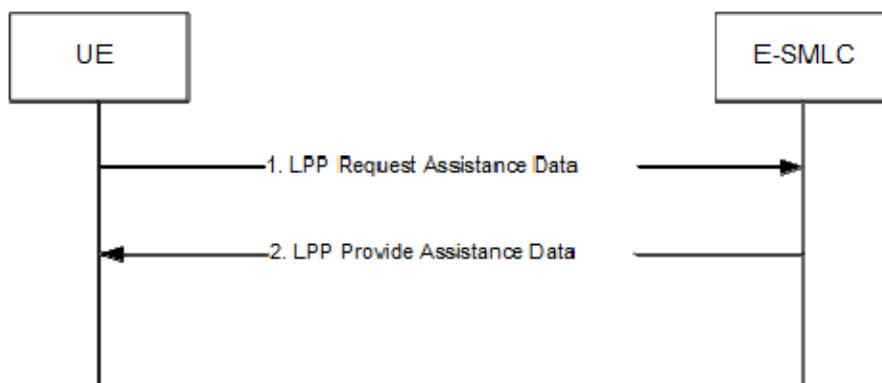 UE
E-SMLC
1. LPP Request Assistance Data
2. LPP Provide Assistance Data